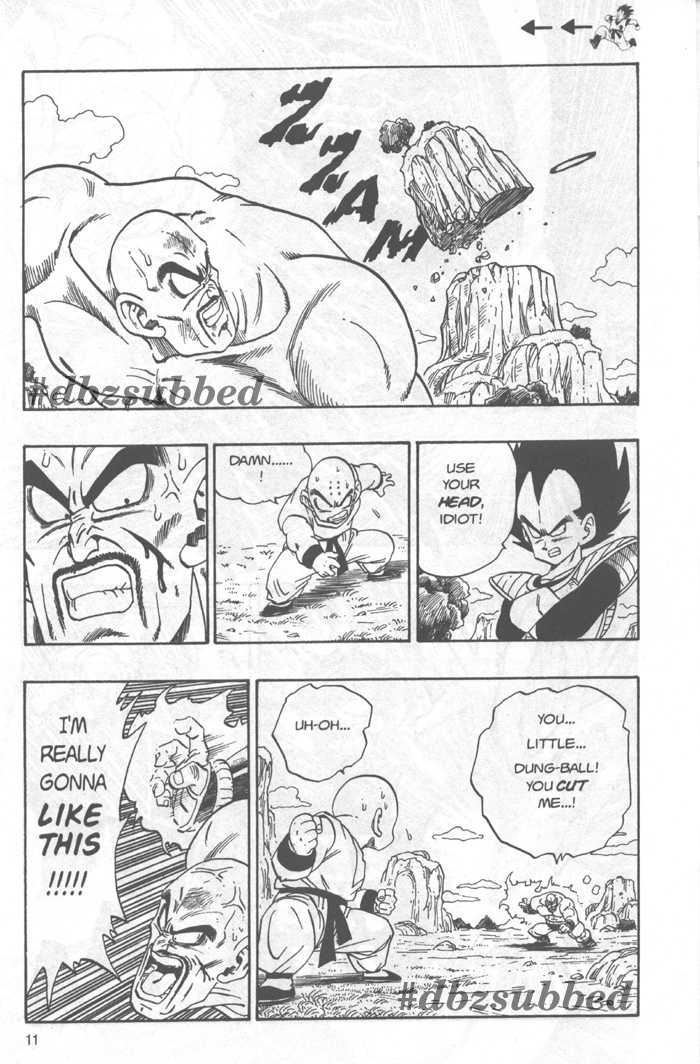 ZZAM
#dbzsubbed
USE
YOUR
HEAD,
IDIOT!
DAMN......
!
YOU...
LITTLE...
DUNG-BALL!
YOU CUT
ME...!
UH-OH...
I'M
REALLY
GONNA
LIKE
THIS
!!!!!
#dbzsubbed
11